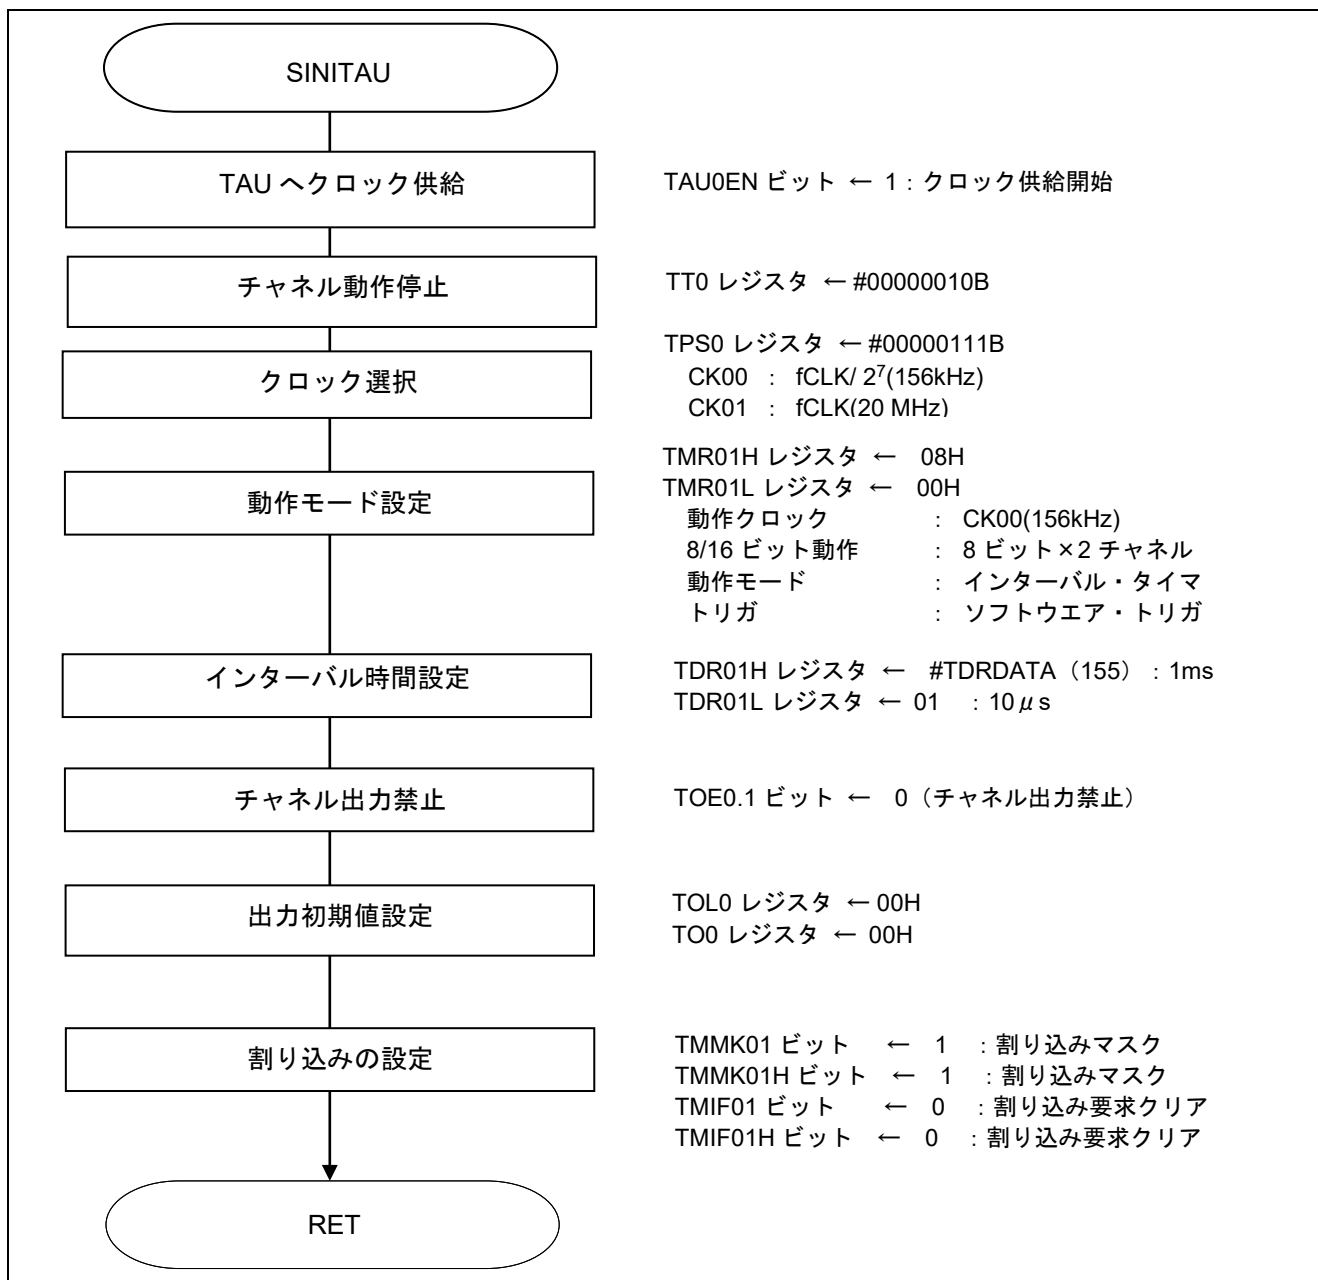 SINITAU
TAU へクロック供給
TAU0EN ビット ← 1：クロック供給開始
チャネル動作停止
TT0 レジスタ ← #00000010B
クロック選択
TPS0 レジスタ ← #00000111B
CK00 ： fCLK/ 2⁷(156kHz)
CK01 ： fCLK(20 MHz)
動作モード設定
TMR01H レジスタ ← 08H
TMR01L レジスタ ← 00H
動作クロック ： CK00(156kHz)
8/16 ビット動作 ： 8 ビット×2 チャネル
動作モード ： インターバル・タイマ
トリガ ： ソフトウエア・トリガ
インターバル時間設定
TDR01H レジスタ ← #TDRDATA（155）：1ms
TDR01L レジスタ ← 01 ：10μs
チャネル出力禁止
TOE0.1 ビット ← 0（チャネル出力禁止）
出力初期値設定
TOL0 レジスタ ← 00H
TO0 レジスタ ← 00H
割り込みの設定
TMMK01 ビット ← 1 ：割り込みマスク
TMMK01H ビット ← 1 ：割り込みマスク
TMIF01 ビット ← 0 ：割り込み要求クリア
TMIF01H ビット ← 0 ：割り込み要求クリア
RET